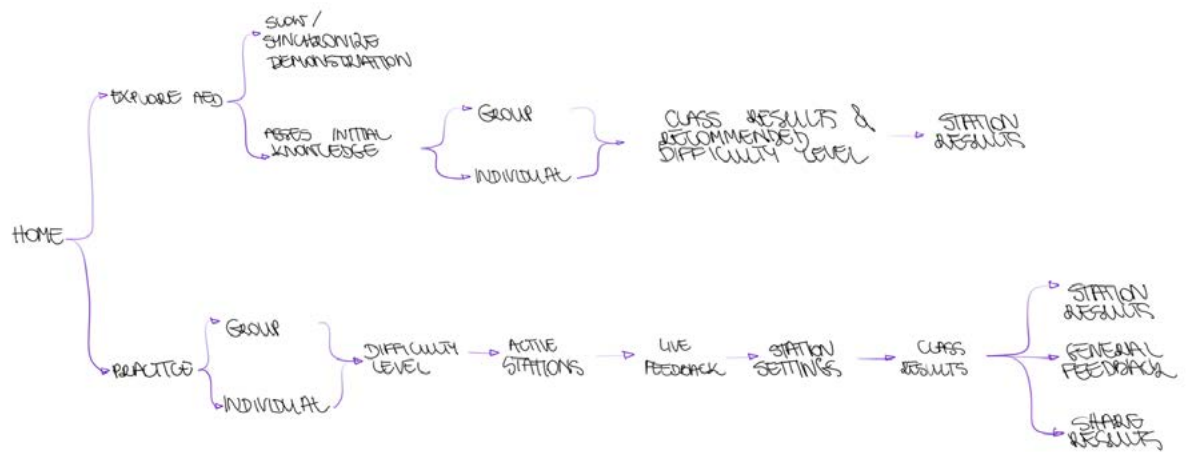 SLOW /
SYNCHRONIZE
DEMONSTRATION
EXPLORE AED
ASSES INITIAL
KNOWLEDGE
GROUP
INDIVIDUAL
CLASS RESULTS &
RECOMMENDED
DIFFICULTY LEVEL
STATION
RESULTS
HOME
PRACTICE
GROUP
INDIVIDUAL
DIFFICULTY
LEVEL
ACTIVE
STATIONS
LIVE
FEEDBACK
STATION
SETTINGS
CLASS
RESULTS
STATION
RESULTS
GENERAL
FEEDBACK
SHARE
RESULTS